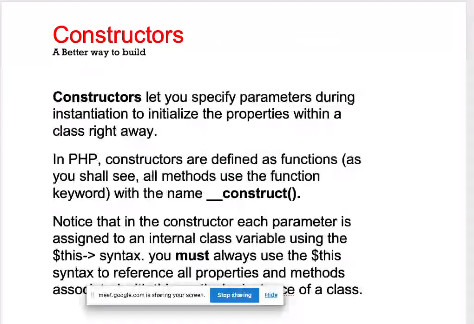 Constructors
A Better way to build
Constructors let you specify parameters during
instantiation to initialize the properties within a
class right away.
In PHP, constructors are defined as functions (as
you shall see, all methods use the function
keyword) with the name __construct().
Notice that in the constructor each parameter is
assigned to an internal class variable using the
$this-> syntax. you must always use the $this
syntax to reference all properties and methods
of a class.
meet.google.com is sharing your screen.
Stop sharing
Hide